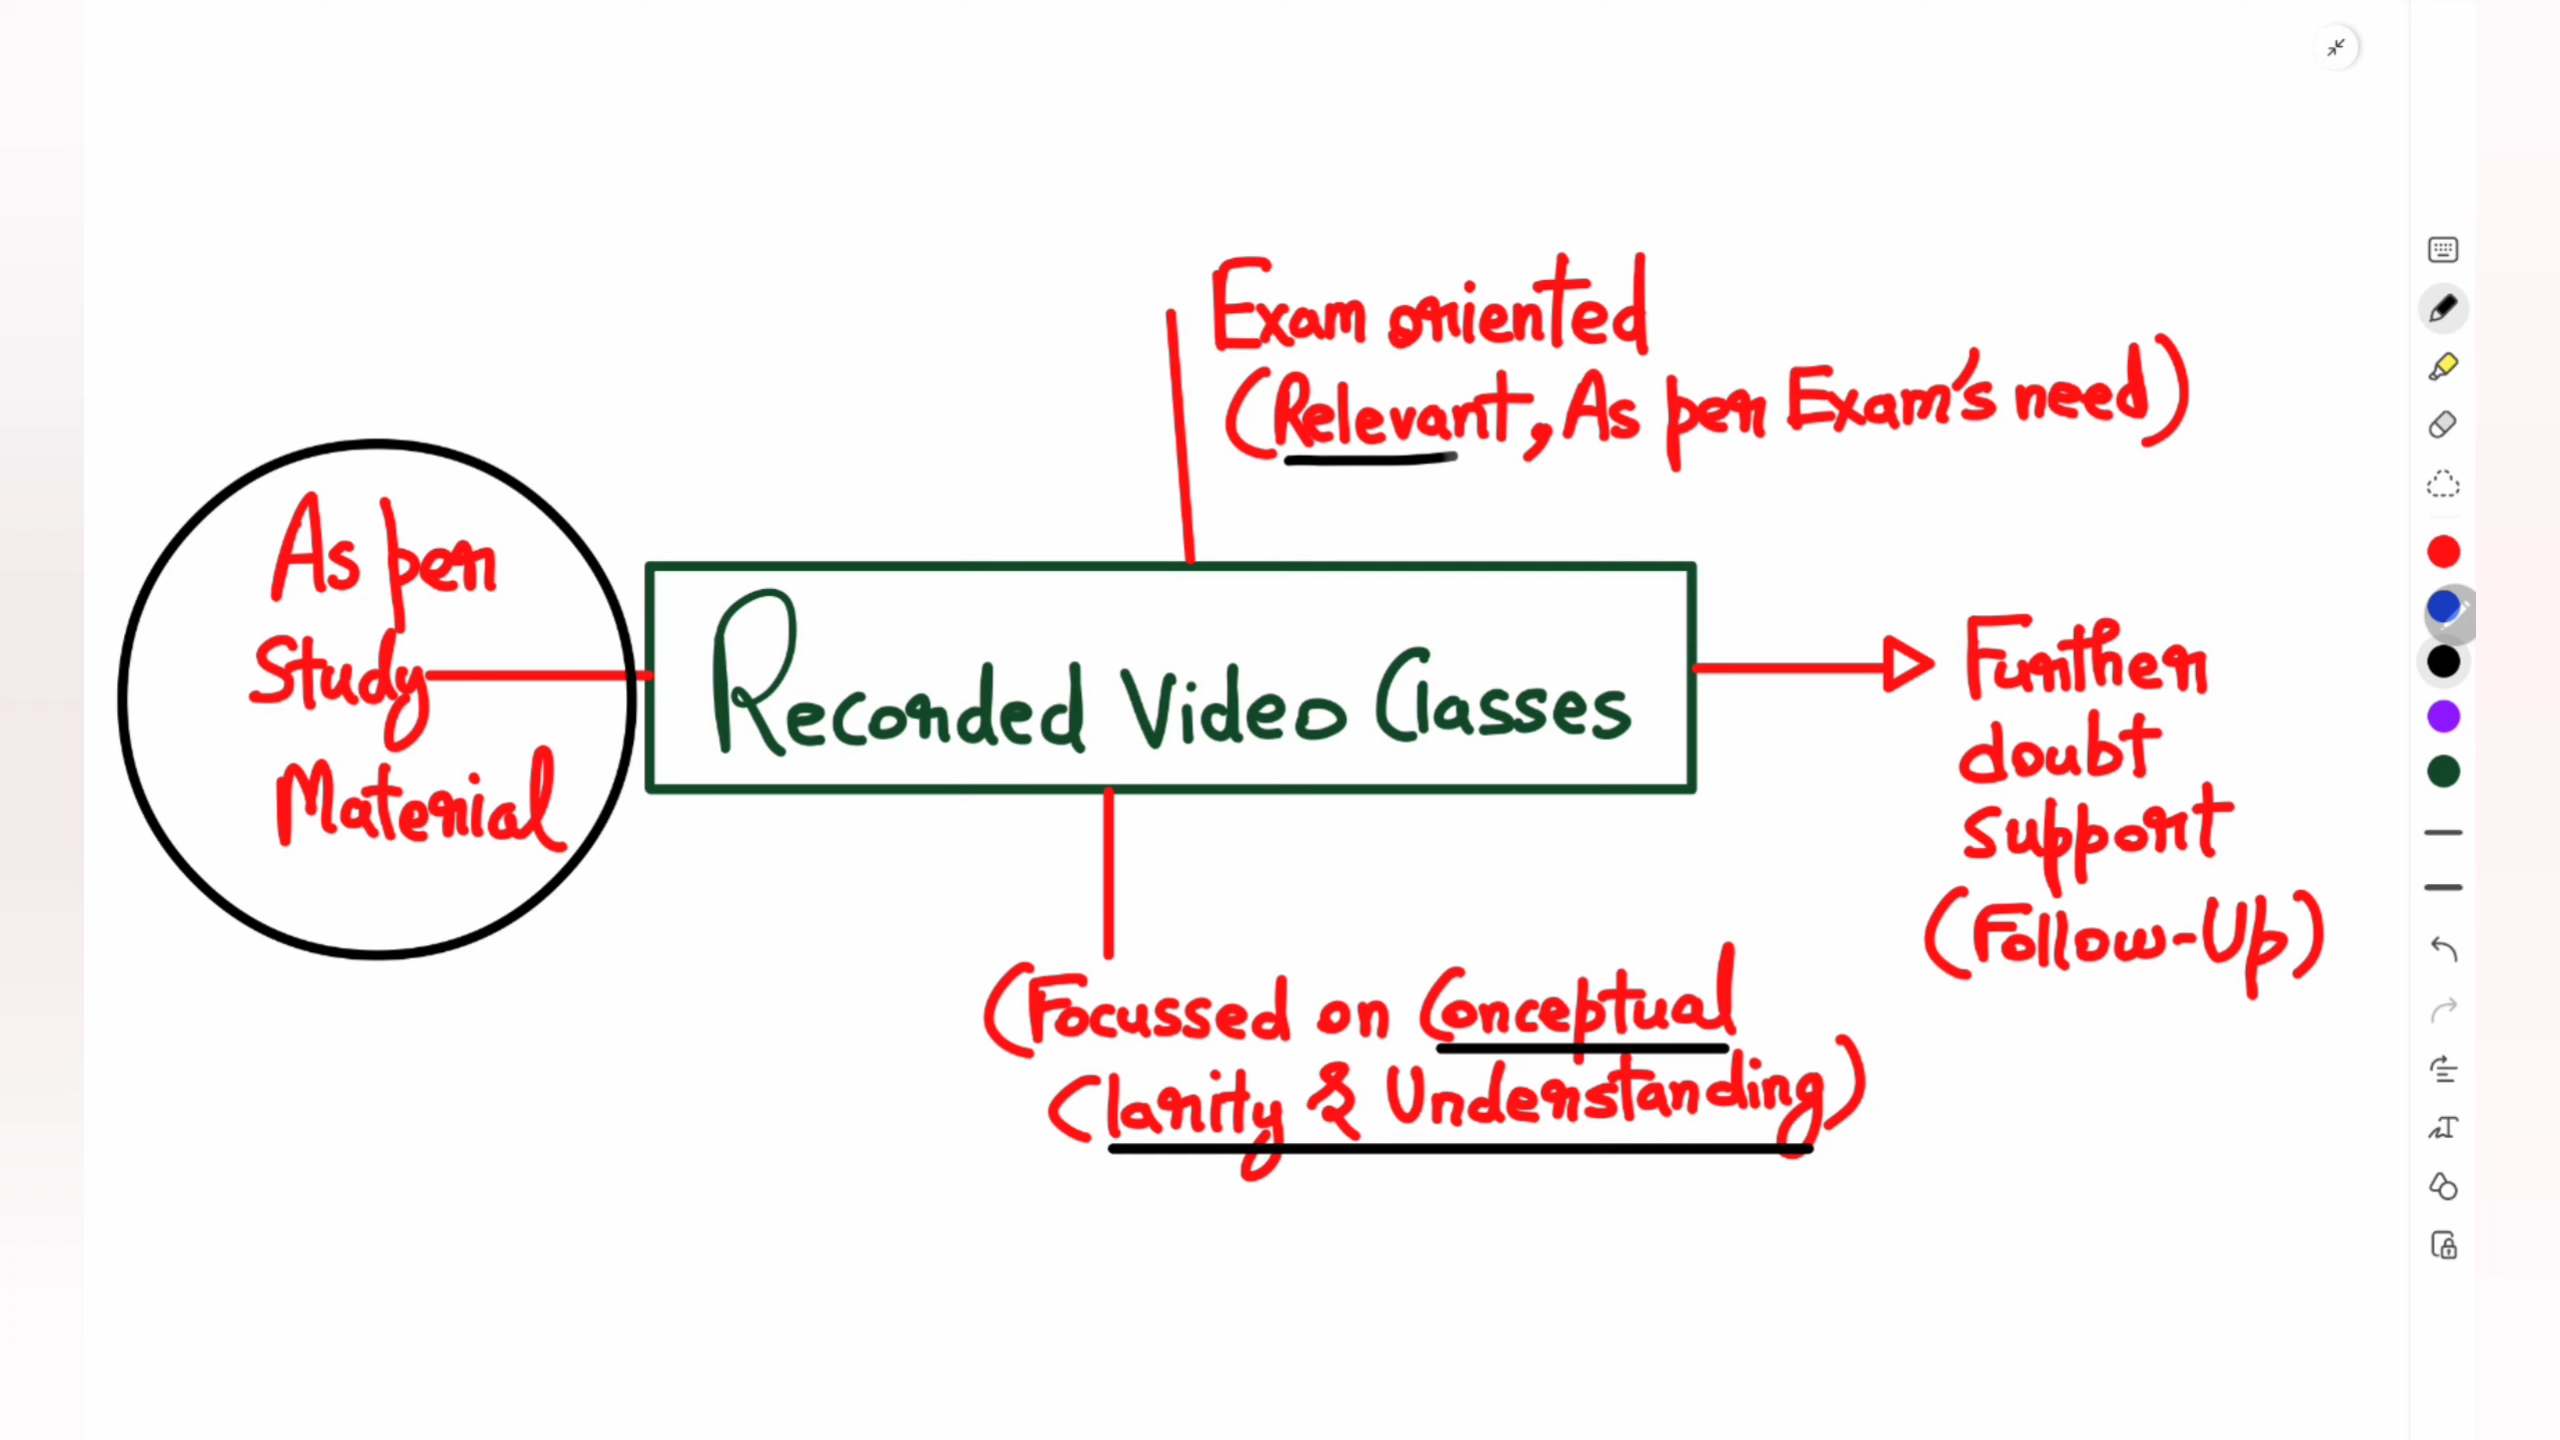 Exam oriented
(Relevant, As per Exam's need)
As per
Study
Material
Recorded Video Classes
Further
doubt
support
(Follow-Up)
(Focussed on Conceptual
Clarity & Understanding)